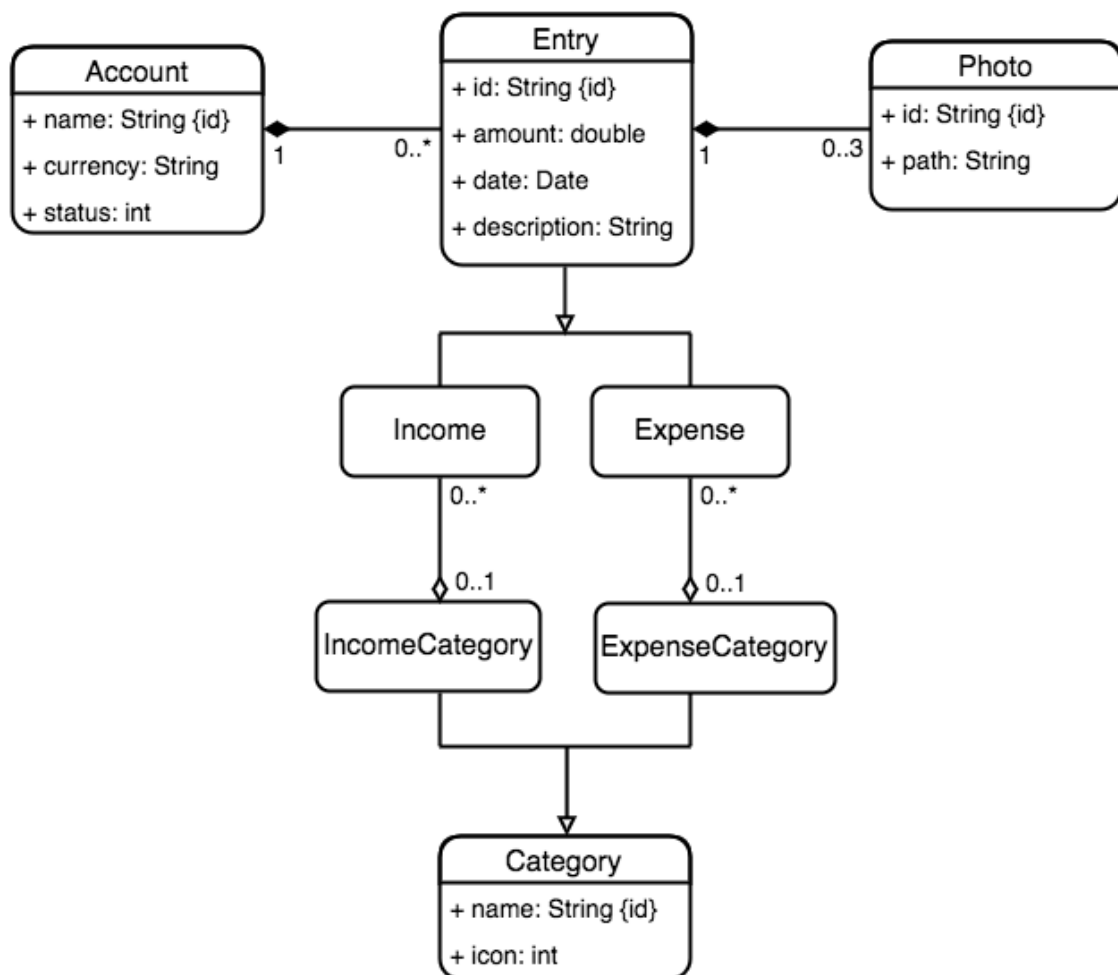 Account
+ name: String {id}
+ currency: String
+ status: int
1
0..*
Entry
+ id: String {id}
+ amount: double
+ date: Date
+ description: String
1
0..3
Photo
+ id: String {id}
+ path: String
Income
Expense
0..*
0..*
0..1
0..1
IncomeCategory
ExpenseCategory
Category
+ name: String {id}
+ icon: int